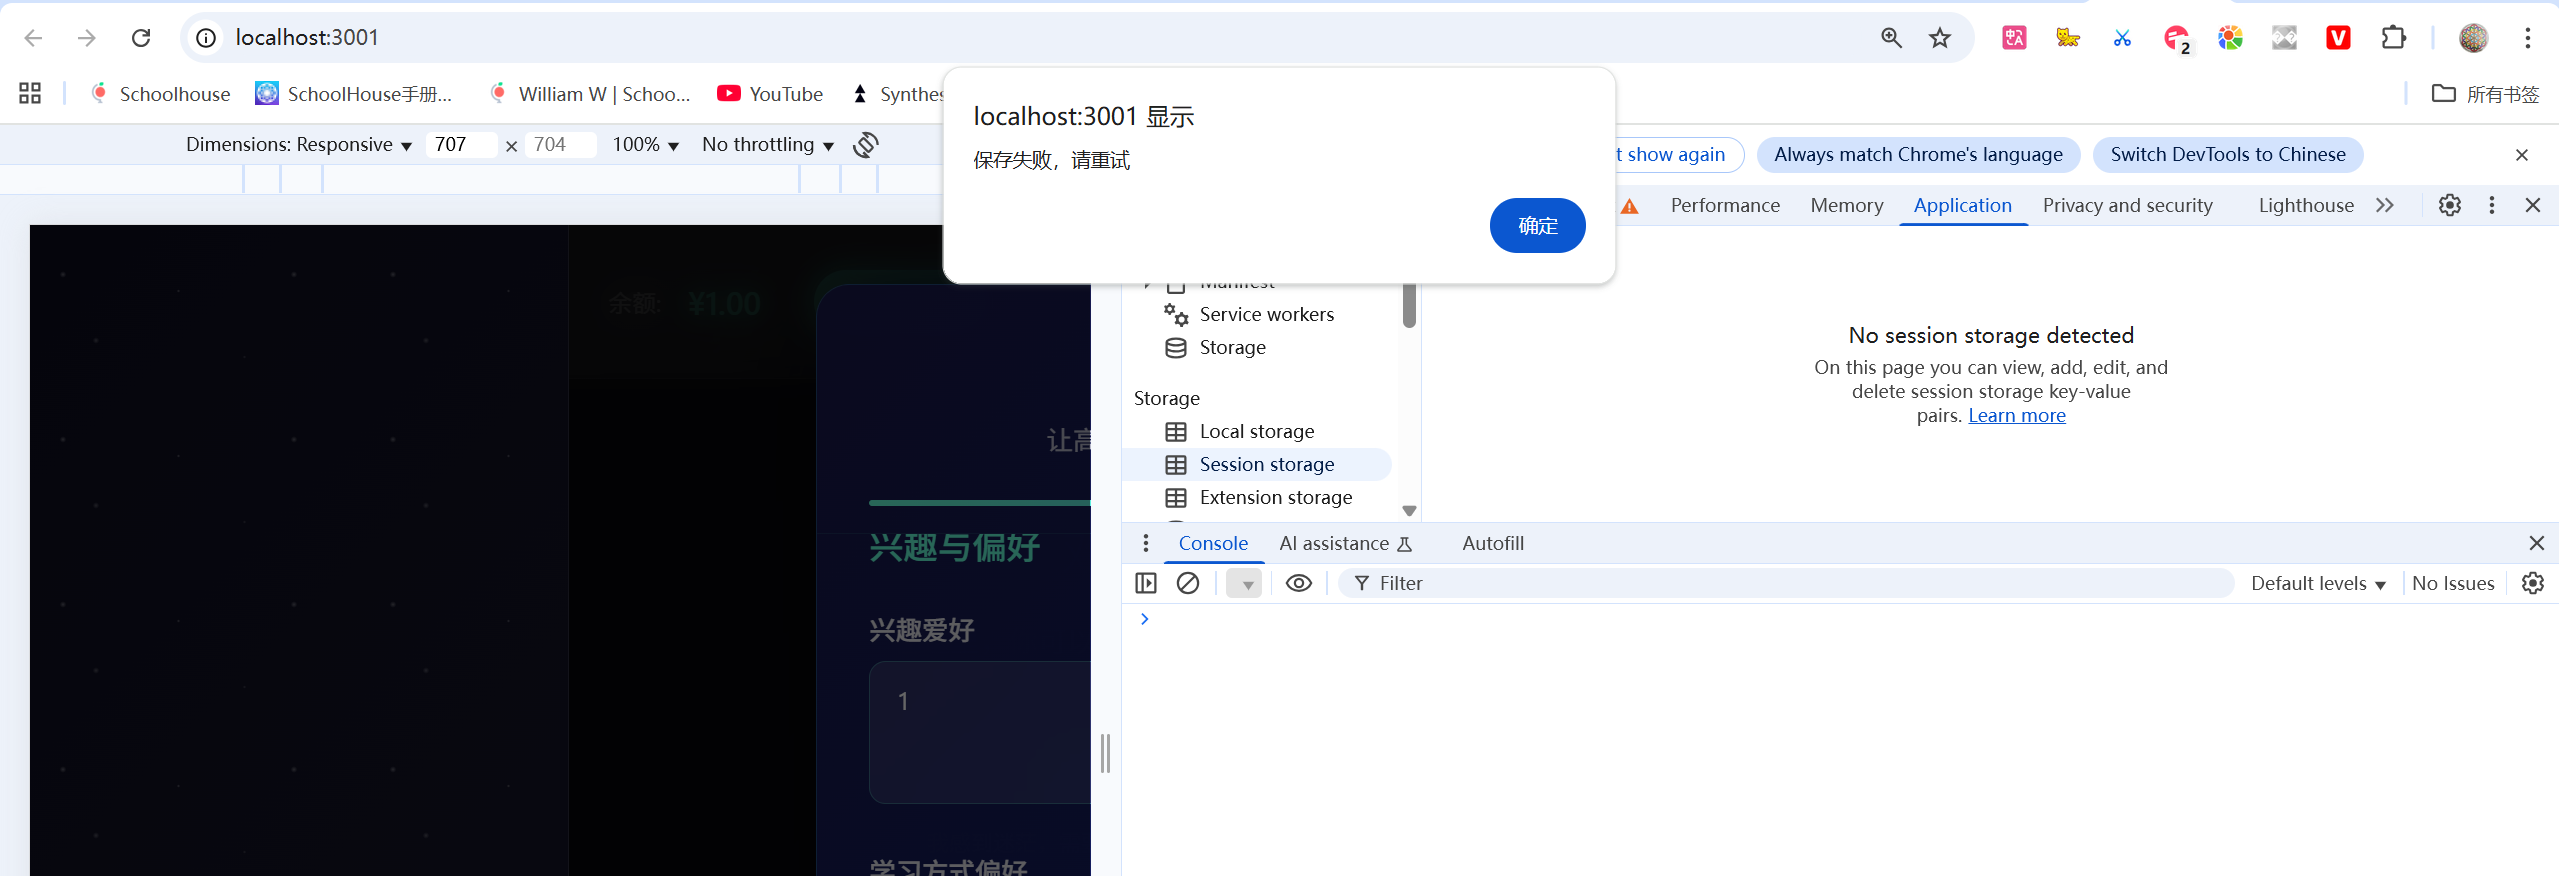 localhost:3001
2
Schoolhouse
SchoolHouse手册...
William W | Schoo...
YouTube
Synthes
所有书签
localhost:3001 显示
保存失败，请重试
确定
Dimensions: Responsive
707 × 704
100%
No throttling
t show again
Always match Chrome's language
Switch DevTools to Chinese
Performance
Memory
Application
Privacy and security
Lighthouse
余额: ¥1.00
让高
兴趣与偏好
兴趣爱好
1
学习方式偏好
Manifest
Service workers
Storage
Storage
Local storage
Session storage
Extension storage
No session storage detected
On this page you can view, add, edit, and
delete session storage key-value
pairs. Learn more
Console
AI assistance
Autofill
Filter
Default levels
No Issues